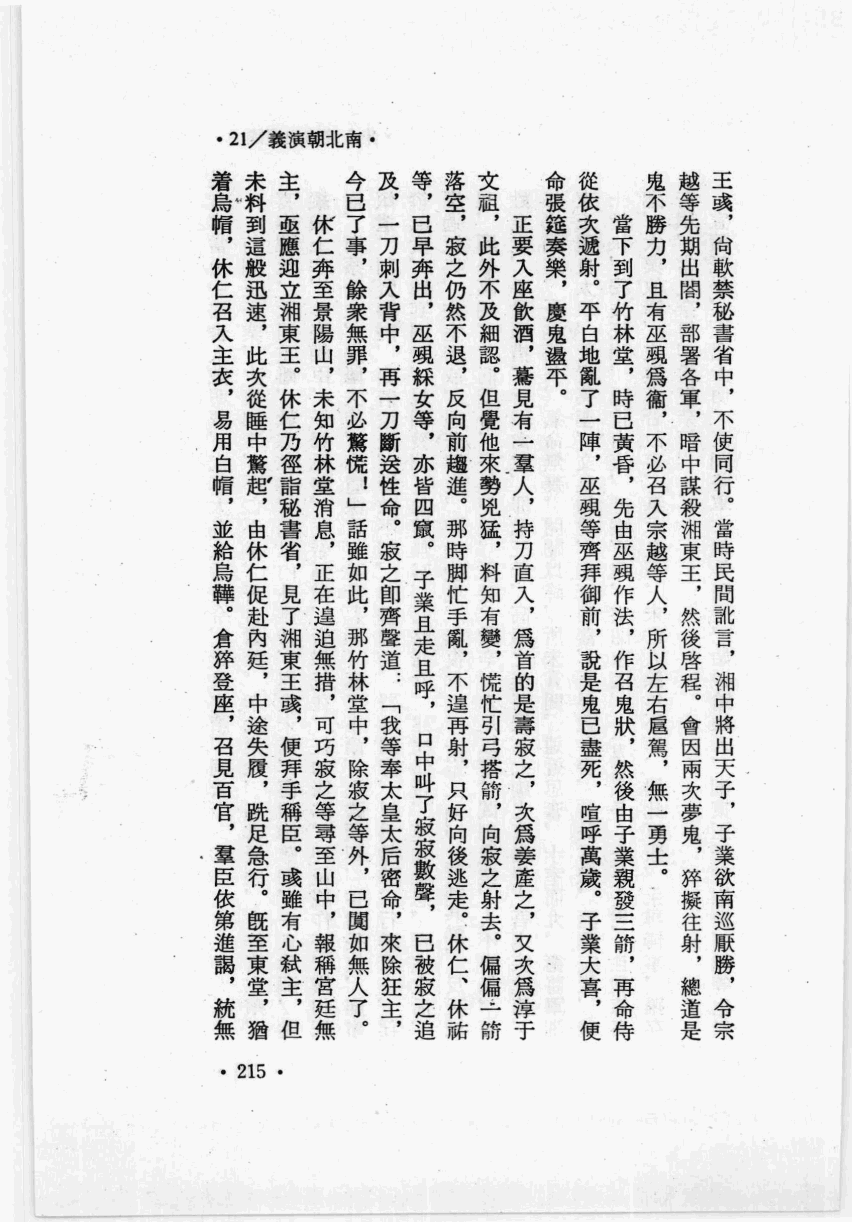 •21/義演朝北南•
王彧，尙軟禁秘書省中，不使同行。當時民間訛言，湘中將出天子，子業欲南巡厭勝，令宗
越等先期出閤，部署各軍，暗中謀殺湘東王，然後啓程。會因兩次夢鬼，猝擬往射，總道是
鬼不勝力，且有巫覡爲衞，不必召入宗越等人，所以左右扈駕，無一勇士。
當下到了竹林堂，時已黃昏，先由巫覡作法，作召鬼狀，然後由子業親發三箭，再命侍
從依次遞射。平白地亂了一陣，巫覡等齊拜御前，說是鬼已盡死，喧呼萬歲。子業大喜，便
命張筵奏樂，慶鬼盪平。
正要入座飲酒，驀見有一羣人，持刀直入，爲首的是壽寂之，次爲姜產之，又次爲淳于
文祖，此外不及細認。但覺他來勢兇猛，料知有變，慌忙引弓搭箭，向寂之射去。偏偏一箭
落空，寂之仍然不退，反向前趨進。那時脚忙手亂，不遑再射，只好向後逃走。休仁、休祐
等，已早奔出，巫覡綵女等，亦皆四竄。子業且走且呼，口中叫了寂寂數聲，已被寂之追
及，一刀刺入背中，再一刀斷送性命。寂之卽齊聲道：「我等奉太皇太后密命，來除狂主，
今已了事，餘衆無罪，不必驚慌！」話雖如此，那竹林堂中，除寂之等外，已闃如無人了。
休仁奔至景陽山，未知竹林堂消息，正在遑迫無措，可巧寂之等尋至山中，報稱宮廷無
主，亟應迎立湘東王。休仁乃徑詣秘書省，見了湘東王彧，便拜手稱臣。彧雖有心弒主，但
未料到這般迅速，此次從睡中驚起，由休仁促赴內廷，中途失履，跣足急行。旣至東堂，猶
着烏帽，休仁召入主衣，易用白帽，並給烏鞾。倉猝登座，召見百官，羣臣依第進謁，統無
•215•